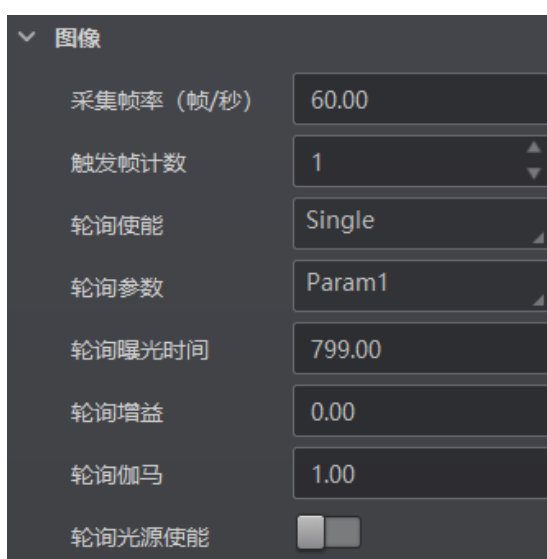 图像
采集帧率（帧/秒） 60.00
触发帧计数 1
轮询使能 Single
轮询参数 Param1
轮询曝光时间 799.00
轮询增益 0.00
轮询伽马 1.00
轮询光源使能